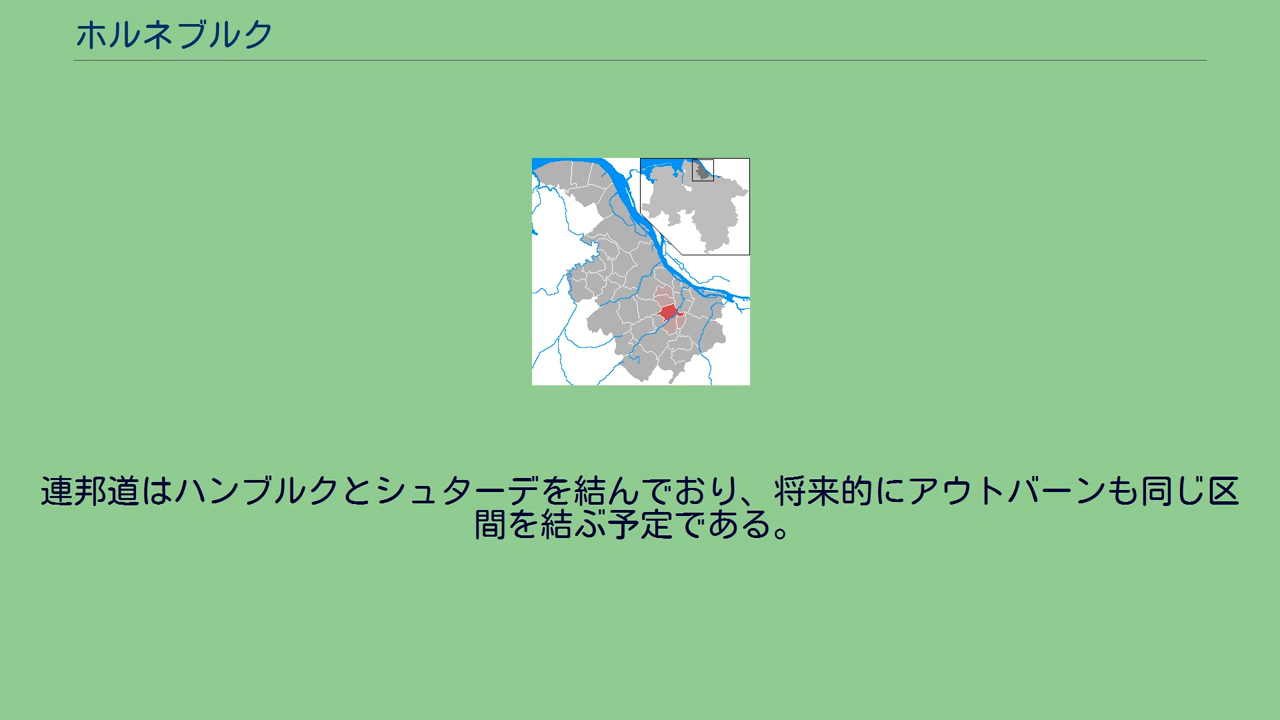 ホルネブルク
連邦道はハンブルクとシュターデを結んでおり、将来的にアウトバーンも同じ区
間を結ぶ予定である。